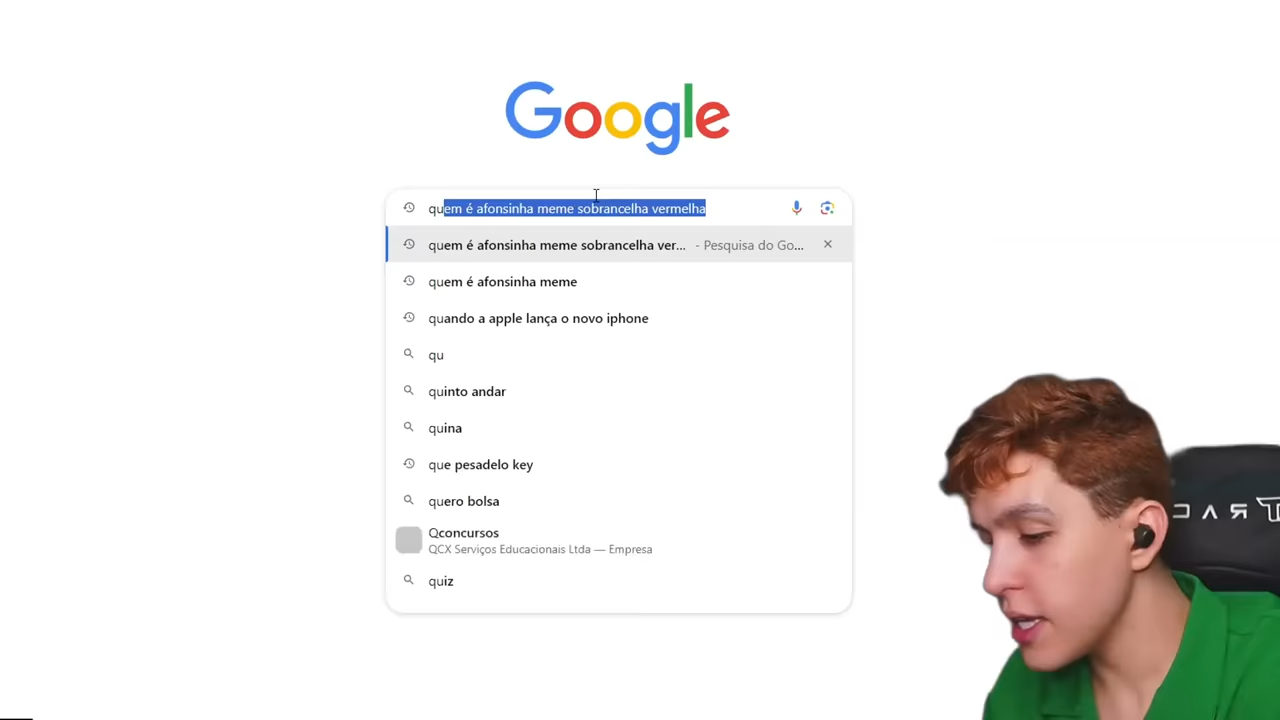 Google
quem é afonsinha meme sobrancelha vermelha
quem é afonsinha meme sobrancelha ver... - Pesquisa do Go...
quem é afonsinha meme
quando a apple lança o novo iphone
qu
quinto andar
quina
que pesadelo key
quero bolsa
Qconcursos
QCX Serviços Educacionais Ltda — Empresa
quiz